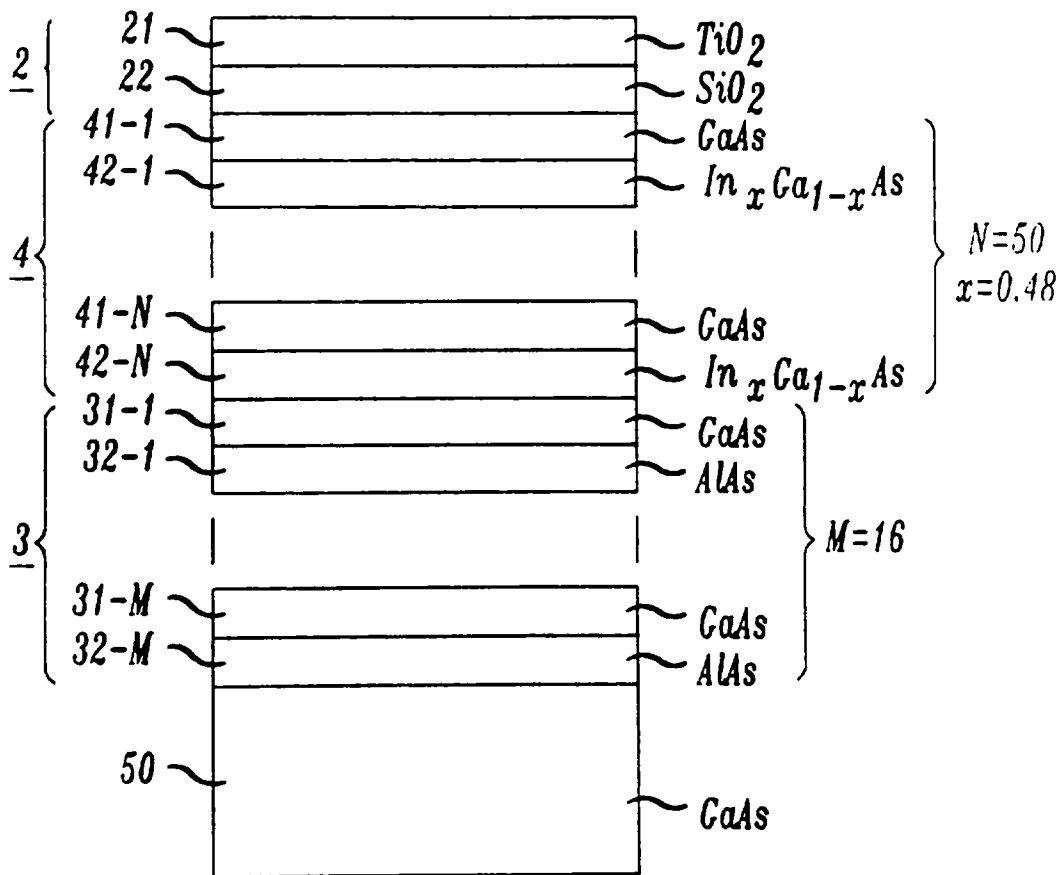 2
21
TiO2
22
SiO2
41-1
GaAs
42-1
InxGa1-xAs
4
N=50
x=0.48
41-N
GaAs
42-N
InxGa1-xAs
31-1
GaAs
32-1
AlAs
3
M=16
31-M
GaAs
32-M
AlAs
50
GaAs